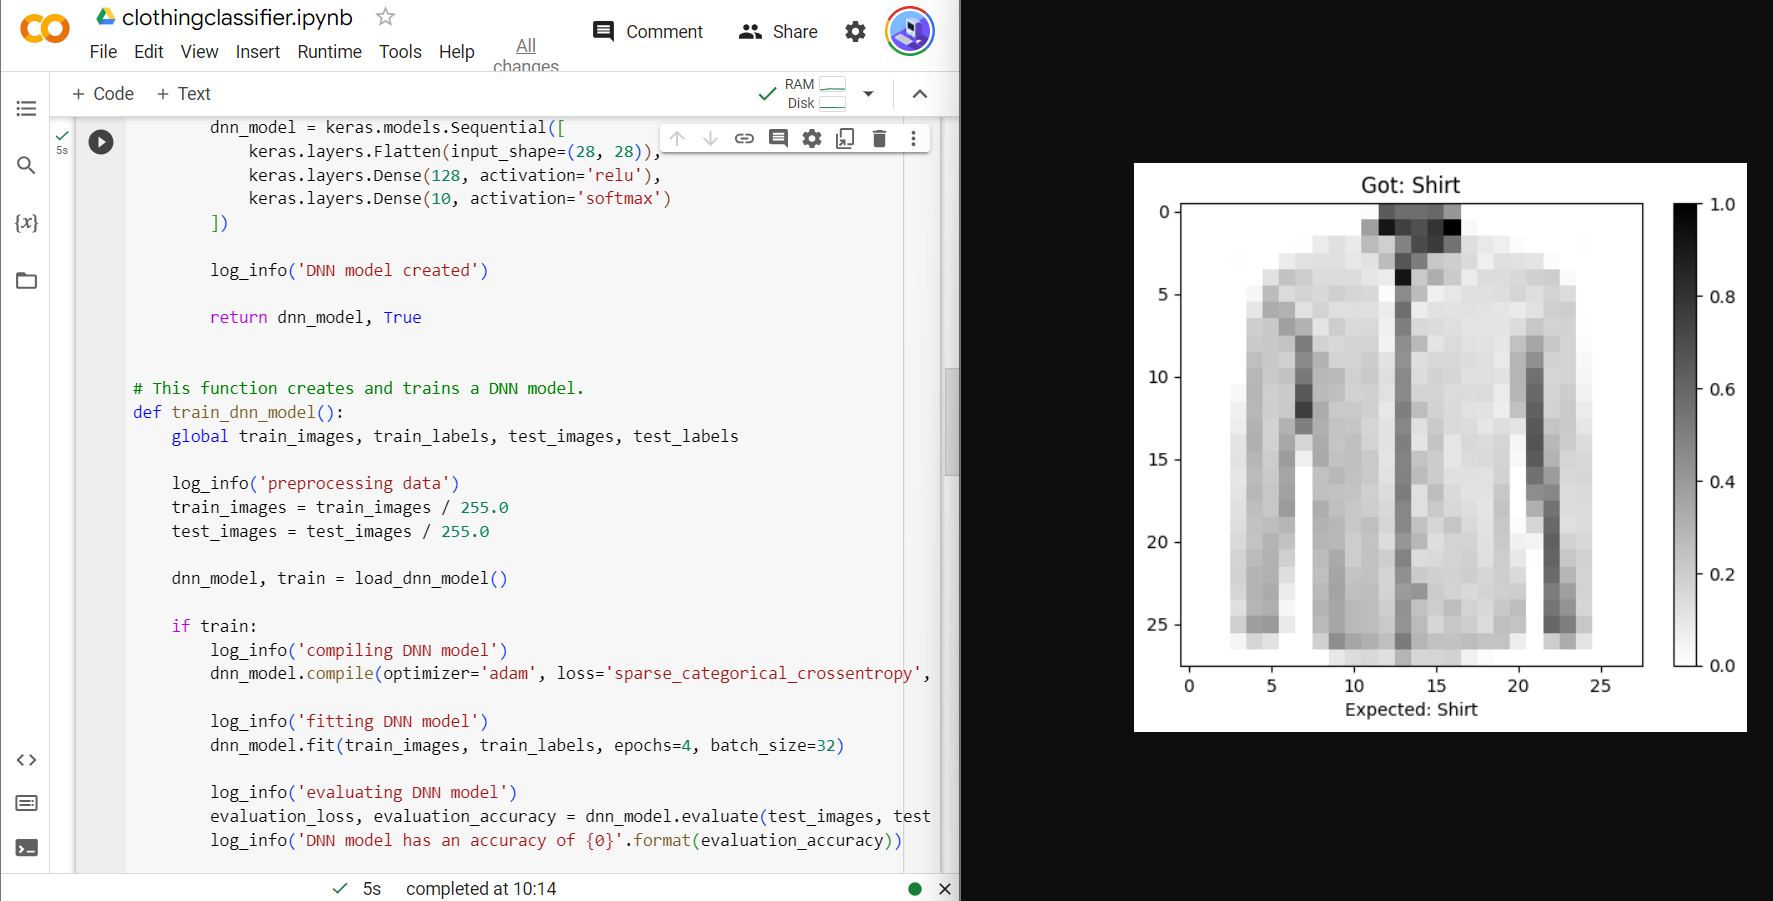 clothingclassifier.ipynb
File Edit View Insert Runtime Tools Help
All changes
Comment
Share
+ Code + Text
RAM
Disk
5s
{x}
dnn_model = keras.models.Sequential([
keras.layers.Flatten(input_shape=(28, 28)),
keras.layers.Dense(128, activation='relu'),
keras.layers.Dense(10, activation='softmax')
])
log_info('DNN model created')
return dnn_model, True
# This function creates and trains a DNN model.
def train_dnn_model():
global train_images, train_labels, test_images, test_labels
log_info('preprocessing data')
train_images = train_images / 255.0
test_images = test_images / 255.0
dnn_model, train = load_dnn_model()
if train:
log_info('compiling DNN model')
dnn_model.compile(optimizer='adam', loss='sparse_categorical_crossentropy',
log_info('fitting DNN model')
dnn_model.fit(train_images, train_labels, epochs=4, batch_size=32)
log_info('evaluating DNN model')
evaluation_loss, evaluation_accuracy = dnn_model.evaluate(test_images, test
log_info('DNN model has an accuracy of {0}'.format(evaluation_accuracy))
5s completed at 10:14
Got: Shirt
0
5
10
15
20
25
0 5 10 15 20 25
Expected: Shirt
1.0
0.8
0.6
0.4
0.2
0.0